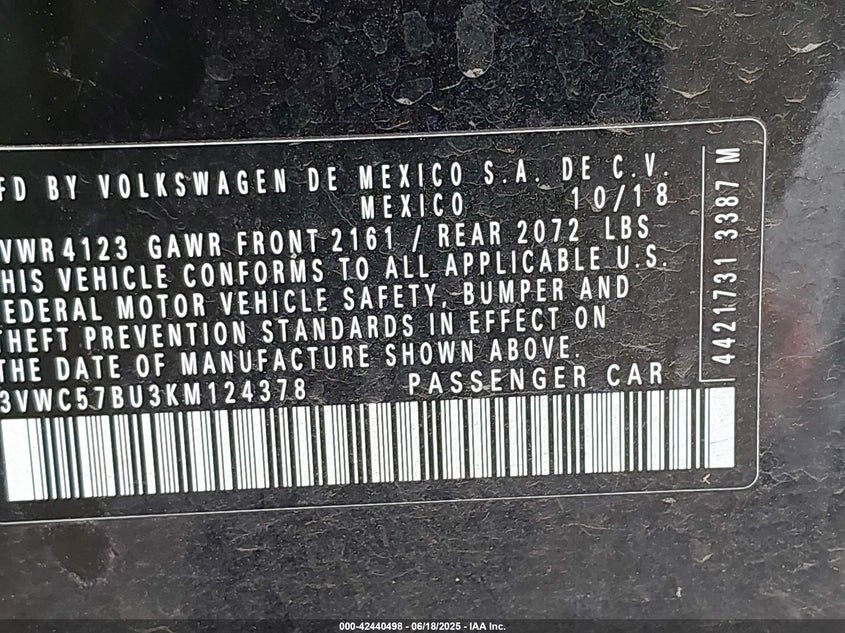 FD BY VOLKSWAGEN DE MEXICO S.A. DE C.V.
MEXICO 10/18
VWR 4123 GAWR FRONT 2161 / REAR 2072 LBS
HIS VEHICLE CONFORMS TO ALL APPLICABLE U.S.
EDERAL MOTOR VEHICLE SAFETY, BUMPER AND
THEFT PREVENTION STANDARDS IN EFFECT ON
THE DATE OF MANUFACTURE SHOWN ABOVE.
3VWC57BU3KM124378 PASSENGER CAR
4421731 3387 M
000-42440498 - 06/18/2025 - IAA Inc.